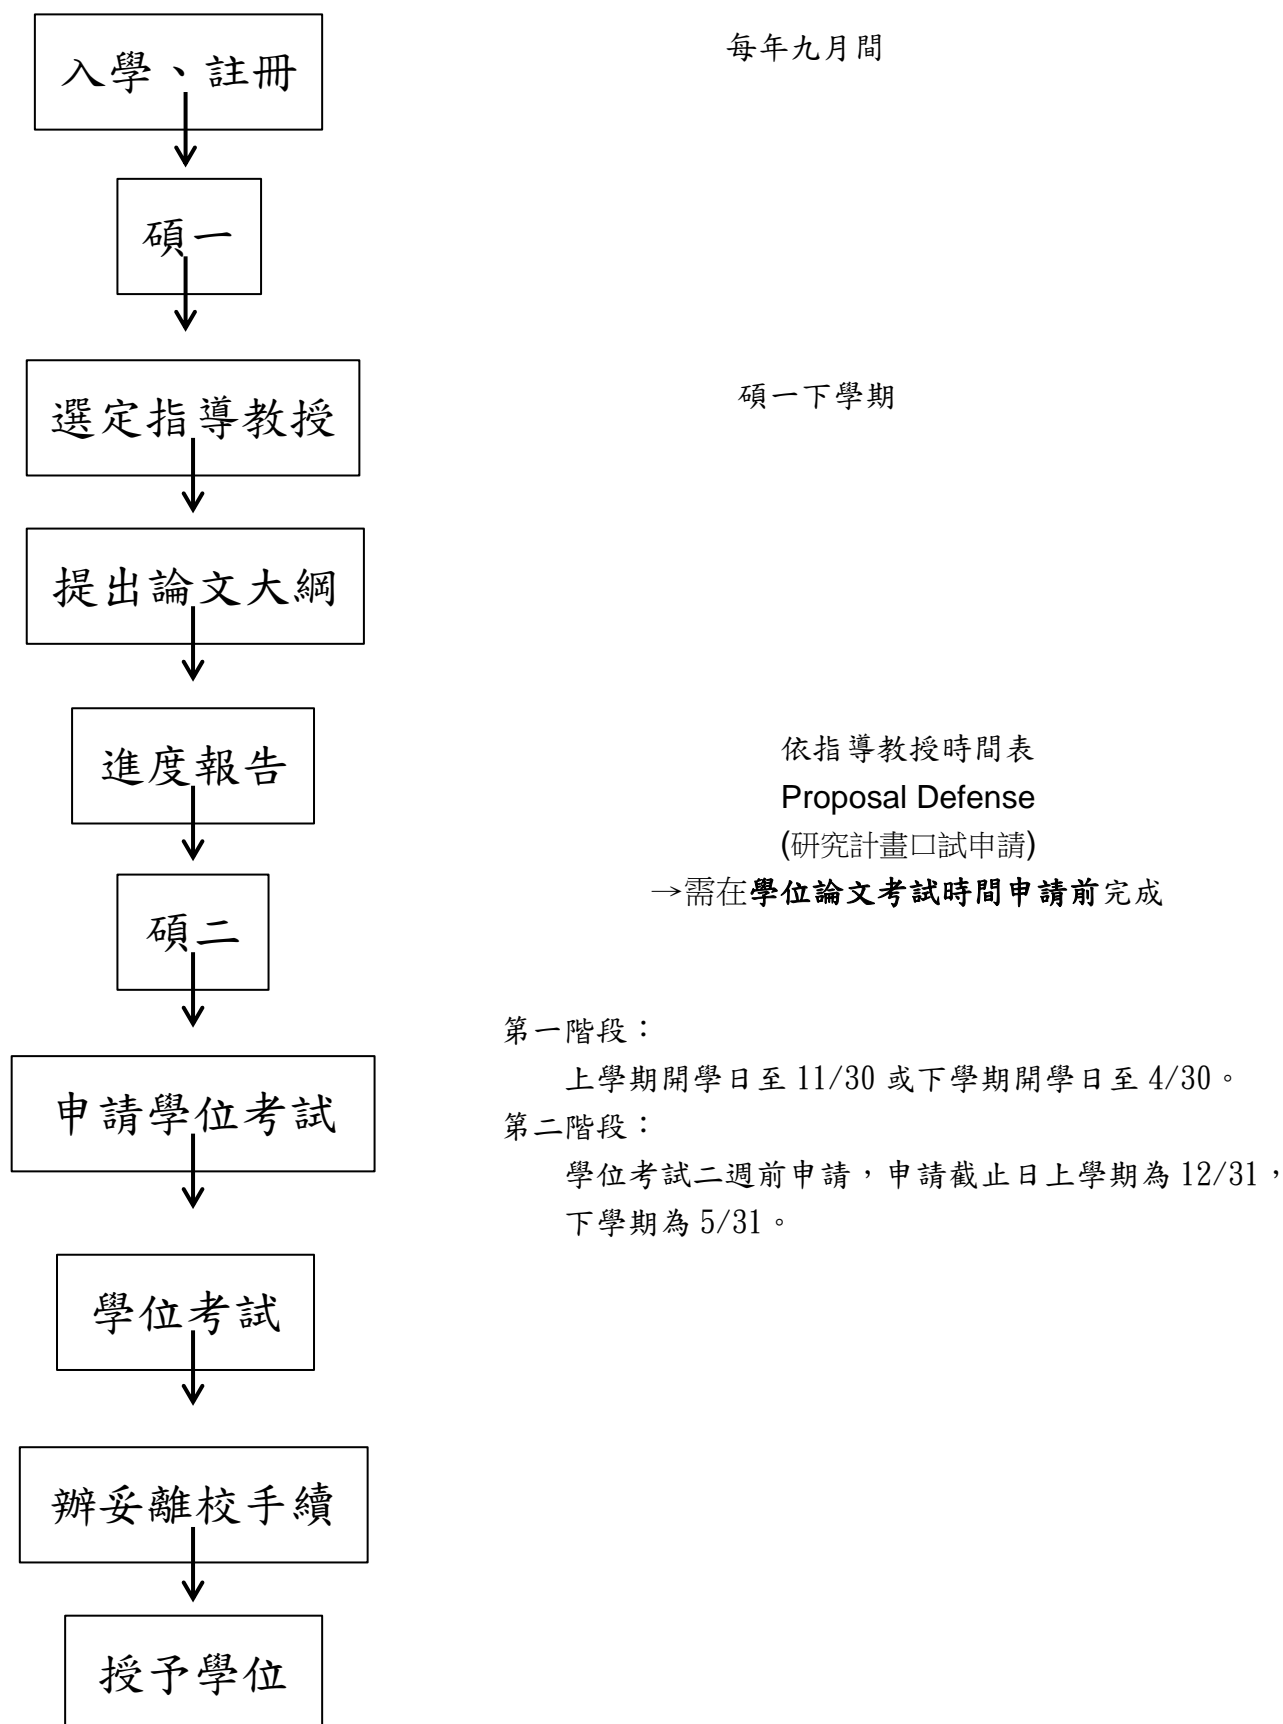 入學、註冊
每年九月間
碩一
選定指導教授
碩一下學期
提出論文大綱
進度報告
依指導教授時間表
Proposal Defense
(研究計畫口試申請)
→需在學位論文考試時間申請前完成
碩二
第一階段：
上學期開學日至 11/30 或下學期開學日至 4/30。
申請學位考試
第二階段：
學位考試二週前申請，申請截止日上學期為 12/31，
下學期為 5/31。
學位考試
辦妥離校手續
授予學位